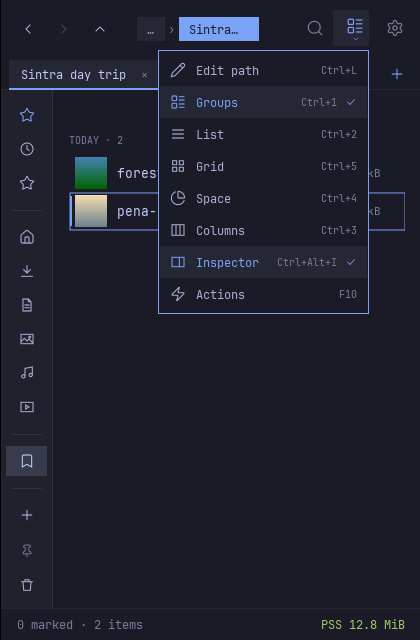 … › Sintra…
Sintra day trip ×
Edit path Ctrl+L
Groups Ctrl+1
List Ctrl+2
Grid Ctrl+5
Space Ctrl+4
Columns Ctrl+3
Inspector Ctrl+Alt+I
Actions F10
TODAY · 2
fores
kB
pena-
kB
0 marked · 2 items
PSS 12.8 MiB